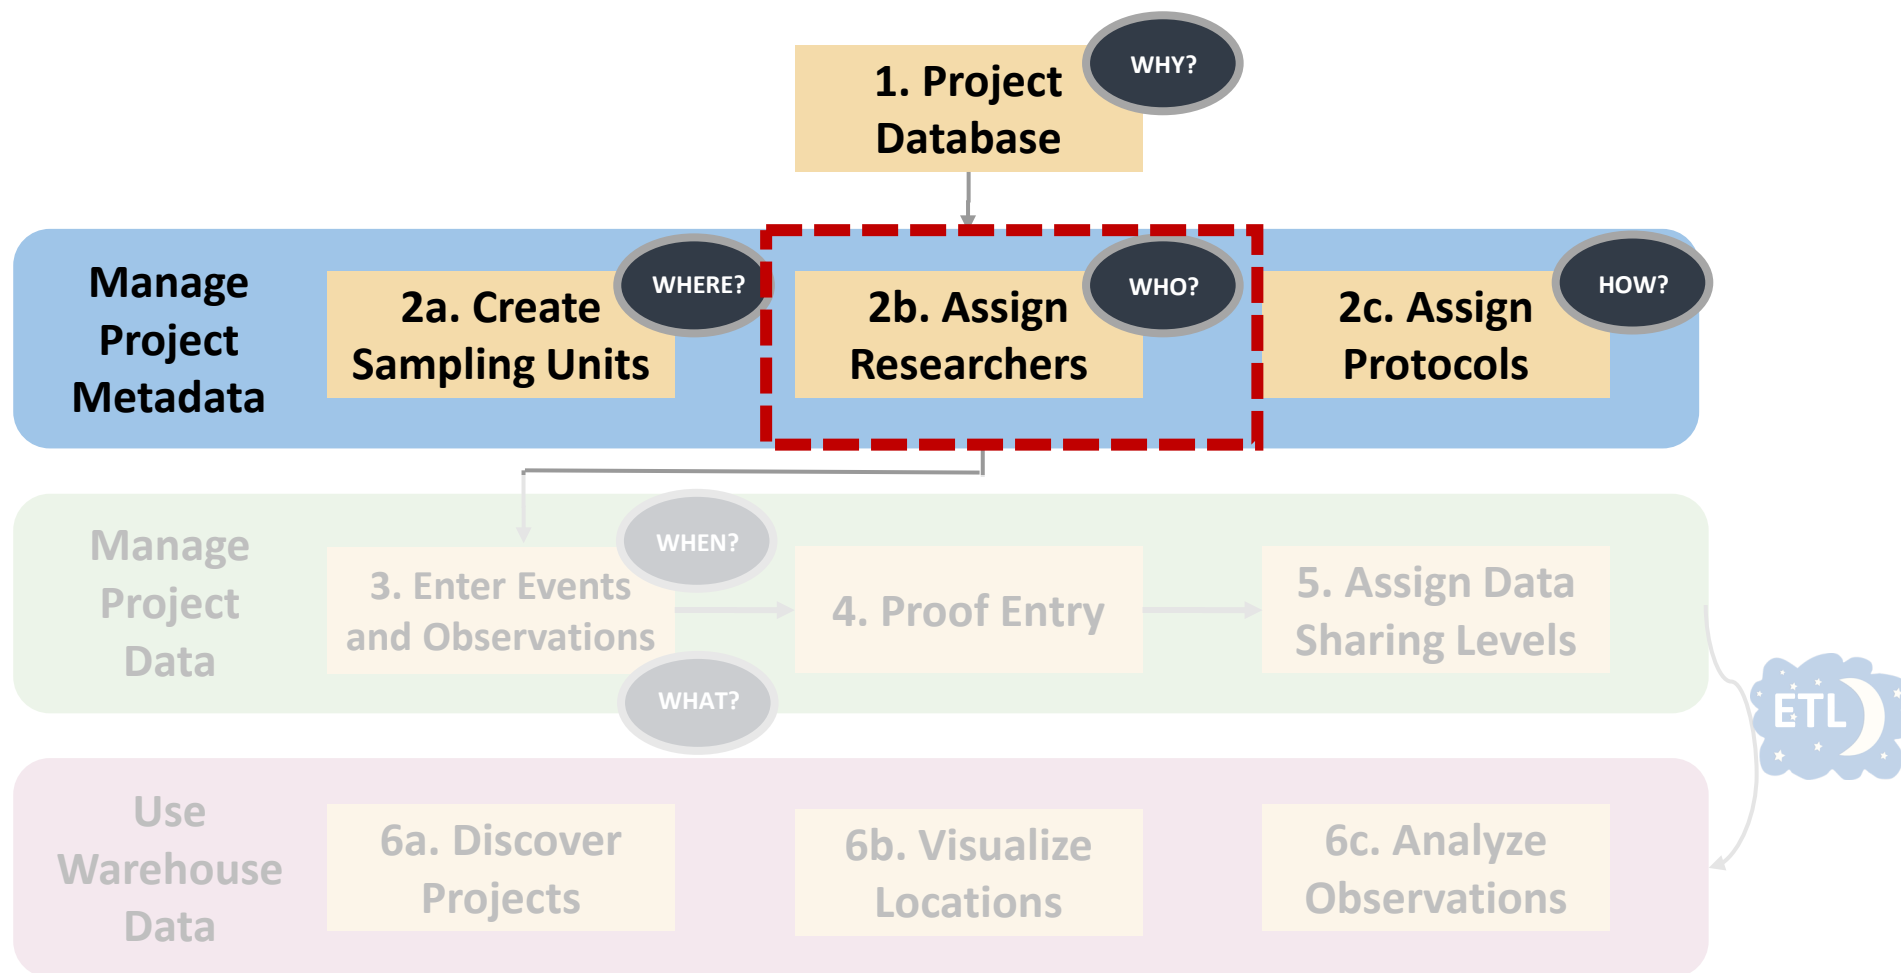 WHY?
1. Project
Database
Manage
Project
Metadata
WHERE?
2a. Create
Sampling Units
WHO?
2b. Assign
Researchers
HOW?
2c. Assign
Protocols
Manage
Project
Data
WHEN?
3. Enter Events
and Observations
WHAT?
4. Proof Entry
5. Assign Data
Sharing Levels
ETL
Use
Warehouse
Data
6a. Discover
Projects
6b. Visualize
Locations
6c. Analyze
Observations